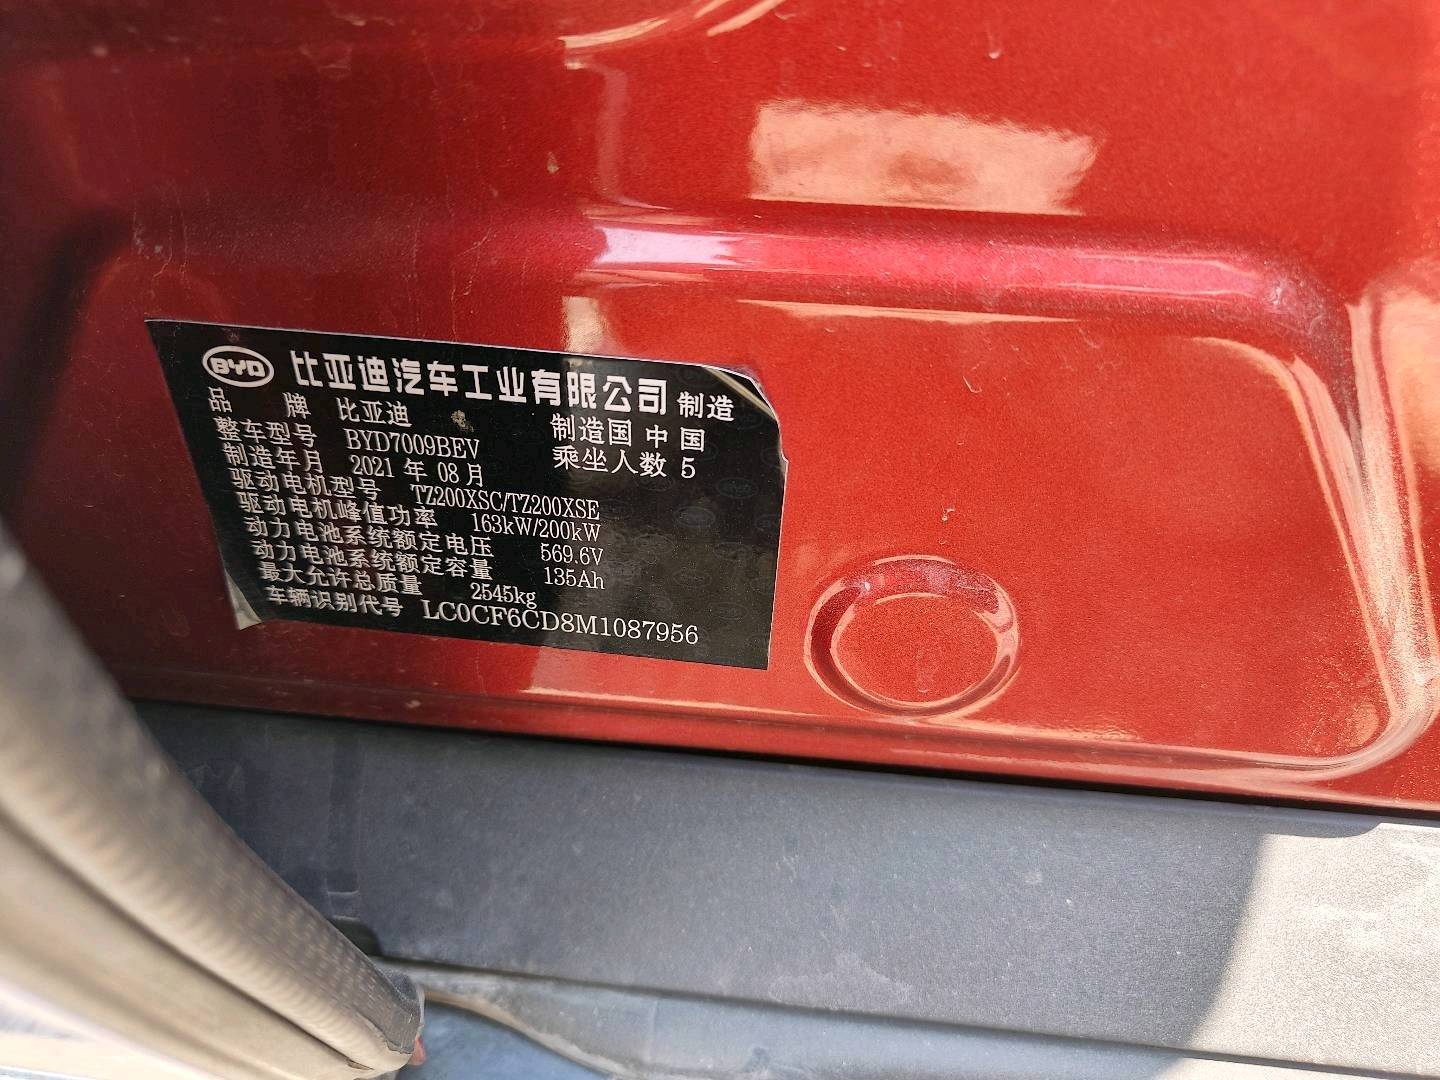 BYD 比亚迪汽车工业有限公司 制造
品 牌 比亚迪 制造国 中国
整车型号 BYD7009BEV 乘坐人数 5
制造年月 2021 年 08 月
驱动电机型号 TZ200XSC/TZ200XSE
驱动电机峰值功率 163kW/200kW
动力电池系统额定电压 569.6V
动力电池系统额定容量 135Ah
最大允许总质量 2545kg
车辆识别代号 LC0CF6CD8M1087956